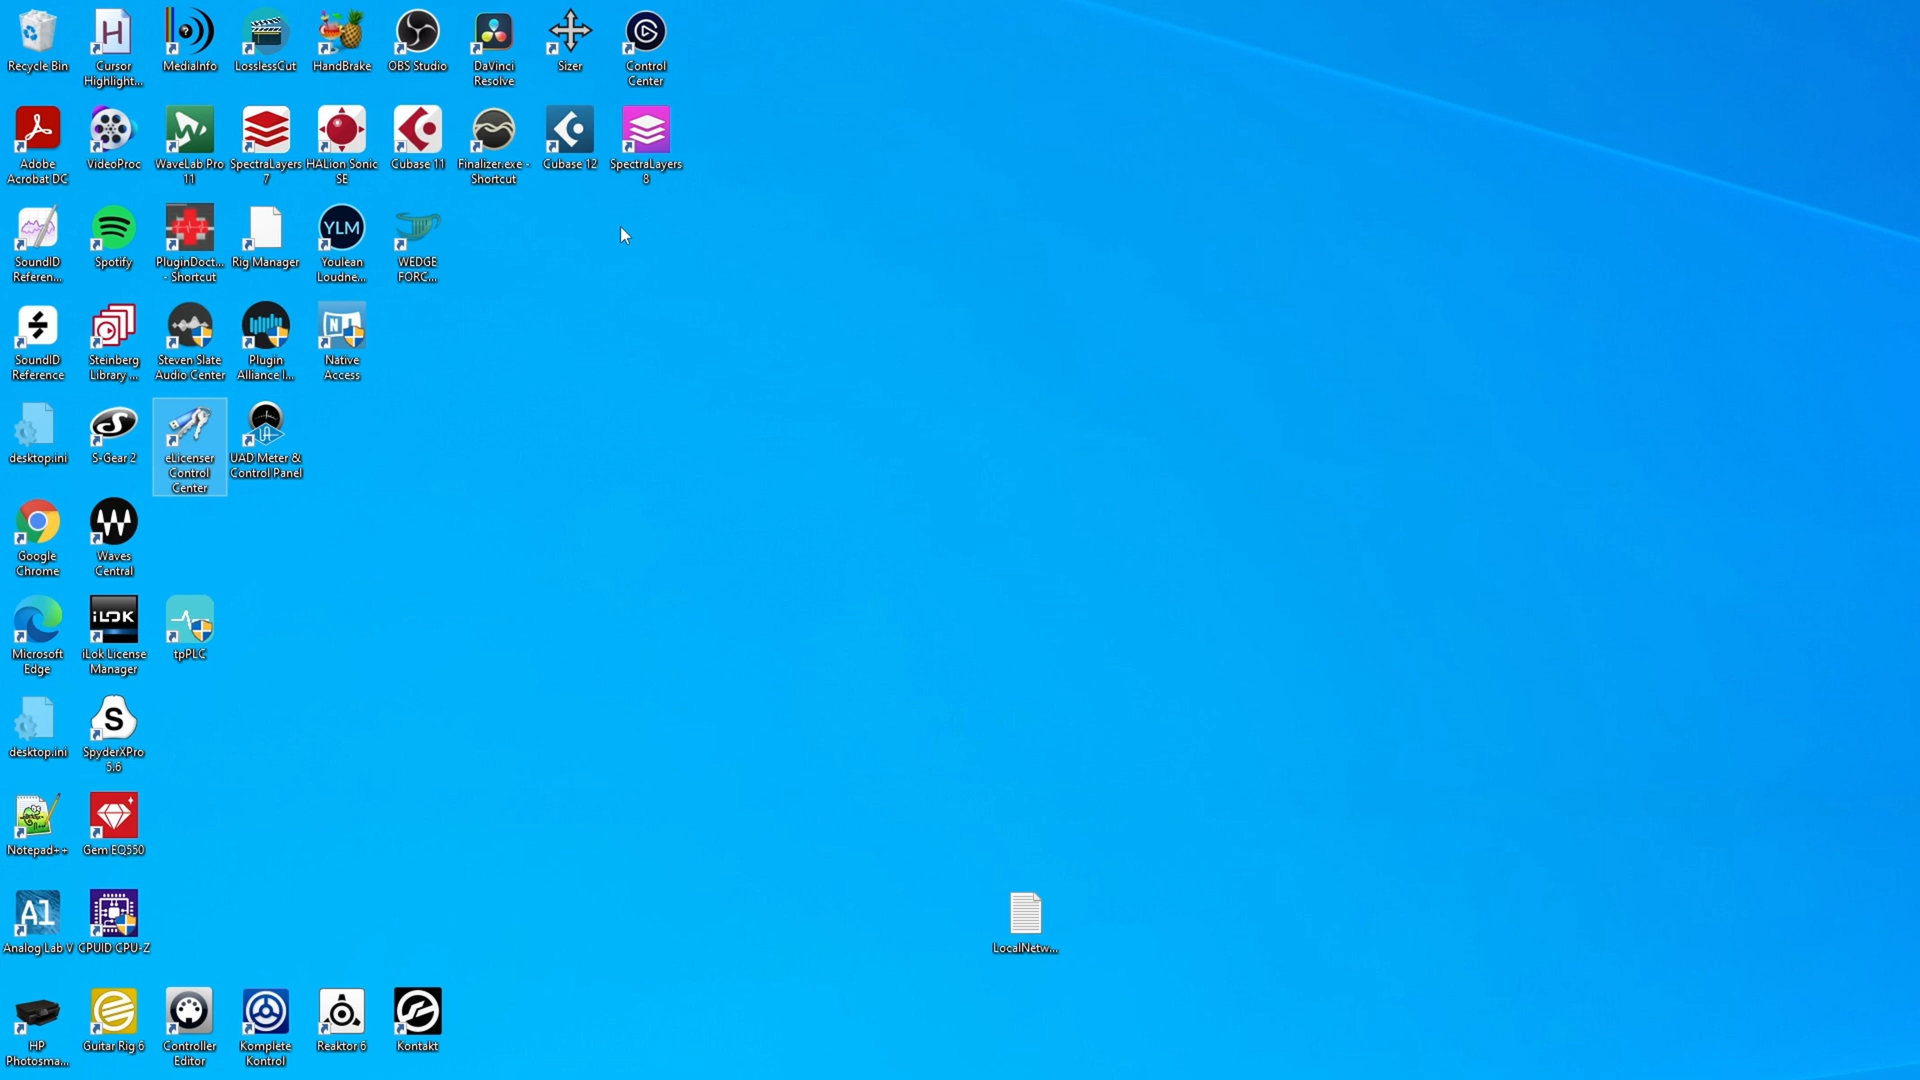 Recycle Bin
Cursor
Highlight...
MediaInfo
LosslessCut
HandBrake
OBS Studio
DaVinci
Resolve
Sizer
Control
Center
Adobe
Acrobat DC
VideoProc
WaveLab Pro
11
SpectraLayers
7
HALion Sonic
SE
Cubase 11
Finalizer.exe -
Shortcut
Cubase 12
SpectraLayers
8
SoundID
Referen...
Spotify
PluginDoct...
- Shortcut
Rig Manager
YLM
Youlean
Loudne...
WEDGE
FORC...
SoundID
Reference
Steinberg
Library ...
Steven Slate
Audio Center
Plugin
Alliance I...
Native
Access
desktop.ini
S-Gear 2
eLicenser
Control
Center
UAD Meter &
Control Panel
Google
Chrome
Waves
Central
Microsoft
Edge
iLOK
iLok License
Manager
tpPLC
desktop.ini
S
SpyderXPro
5.6
Notepad++
Gem EQ550
A1
Analog Lab V
CPUID CPU-Z
LocalNetw...
HP
Photosma...
Guitar Rig 6
Controller
Editor
Komplete
Kontrol
Reaktor 6
Kontakt